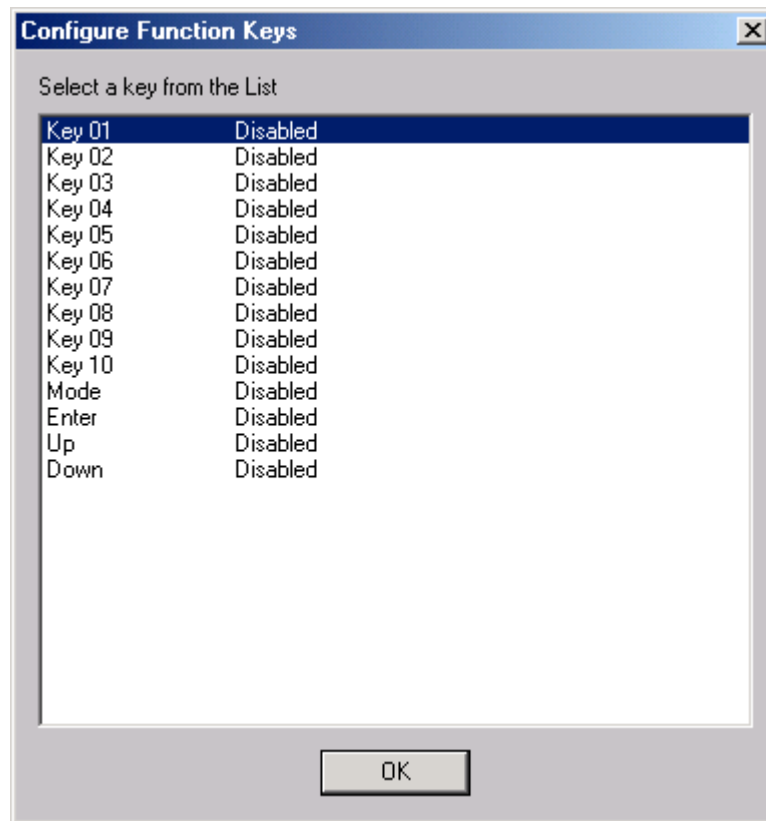 Configure Function Keys
Select a key from the List
Key 01 Disabled
Key 02 Disabled
Key 03 Disabled
Key 04 Disabled
Key 05 Disabled
Key 06 Disabled
Key 07 Disabled
Key 08 Disabled
Key 09 Disabled
Key 10 Disabled
Mode Disabled
Enter Disabled
Up Disabled
Down Disabled
OK